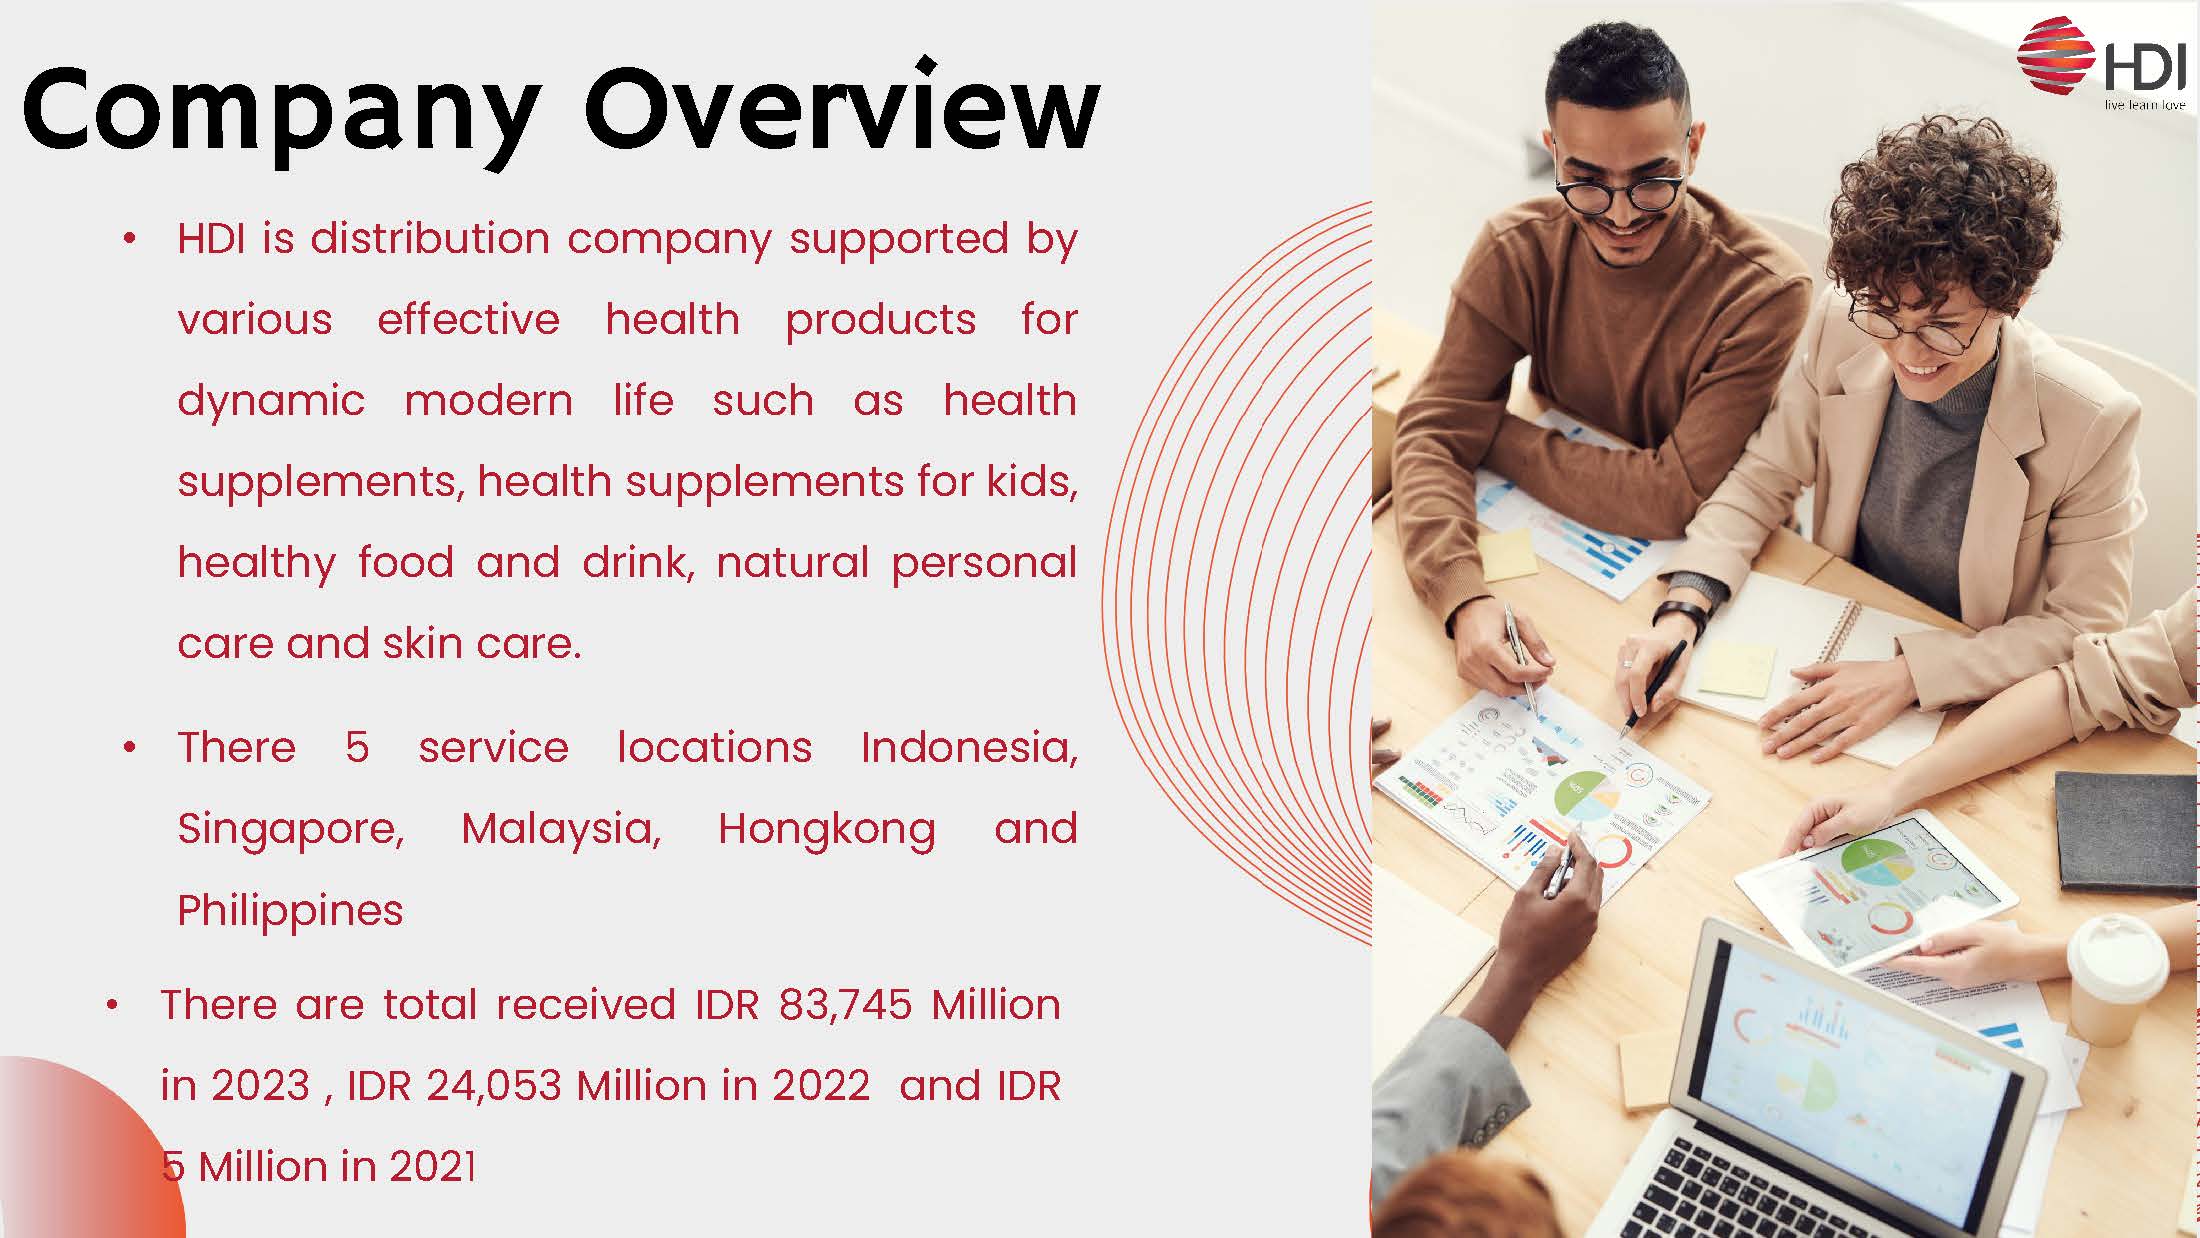 Company Overview
HDI
live learn love
• HDI is distribution company supported by
various effective health products for
dynamic modern life such as health
supplements, health supplements for kids,
healthy food and drink, natural personal
care and skin care.
• There 5 service locations Indonesia,
Singapore, Malaysia, Hongkong and
Philippines
• There are total received IDR 83,745 Million
in 2023 , IDR 24,053 Million in 2022 and IDR
5 Million in 2021